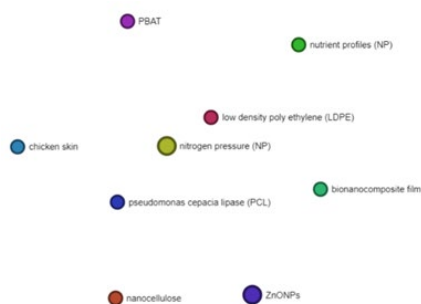 PBAT
nutrient profiles (NP)
low density poly ethylene (LDPE)
chicken skin
nitrogen pressure (NP)
bionanocomposite film
pseudomonas cepacia lipase (PCL)
ZnONPs
nanocellulose